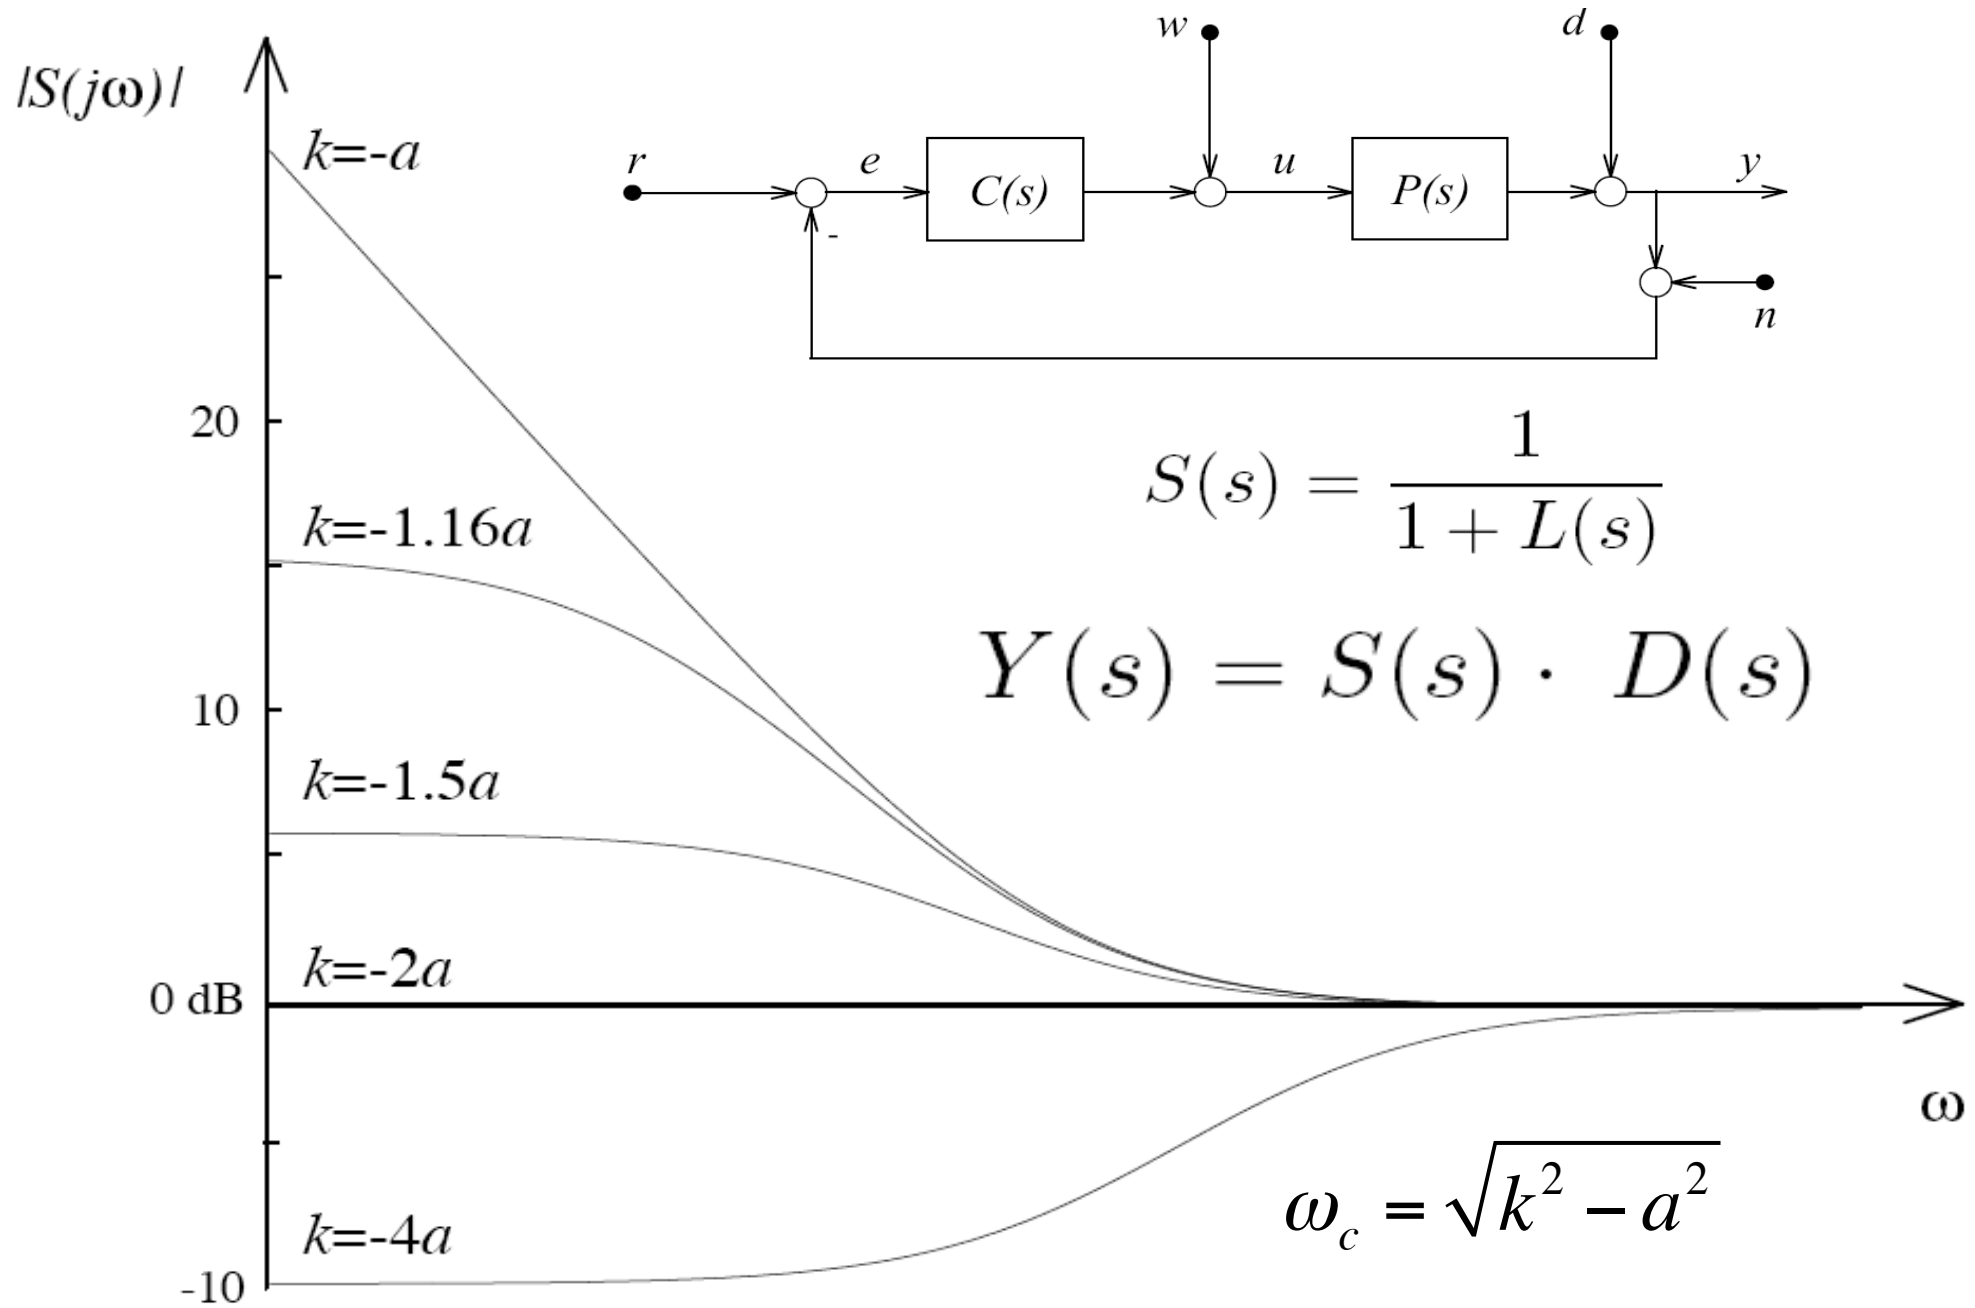 |S(jω)|
w
d
r
e
C(s)
u
P(s)
y
-
n
k=-a
20
S(s) = 1 / (1 + L(s))
k=-1.16a
Y(s) = S(s) · D(s)
10
k=-1.5a
k=-2a
0 dB
ω
ω_c = √(k² − a²)
k=-4a
-10